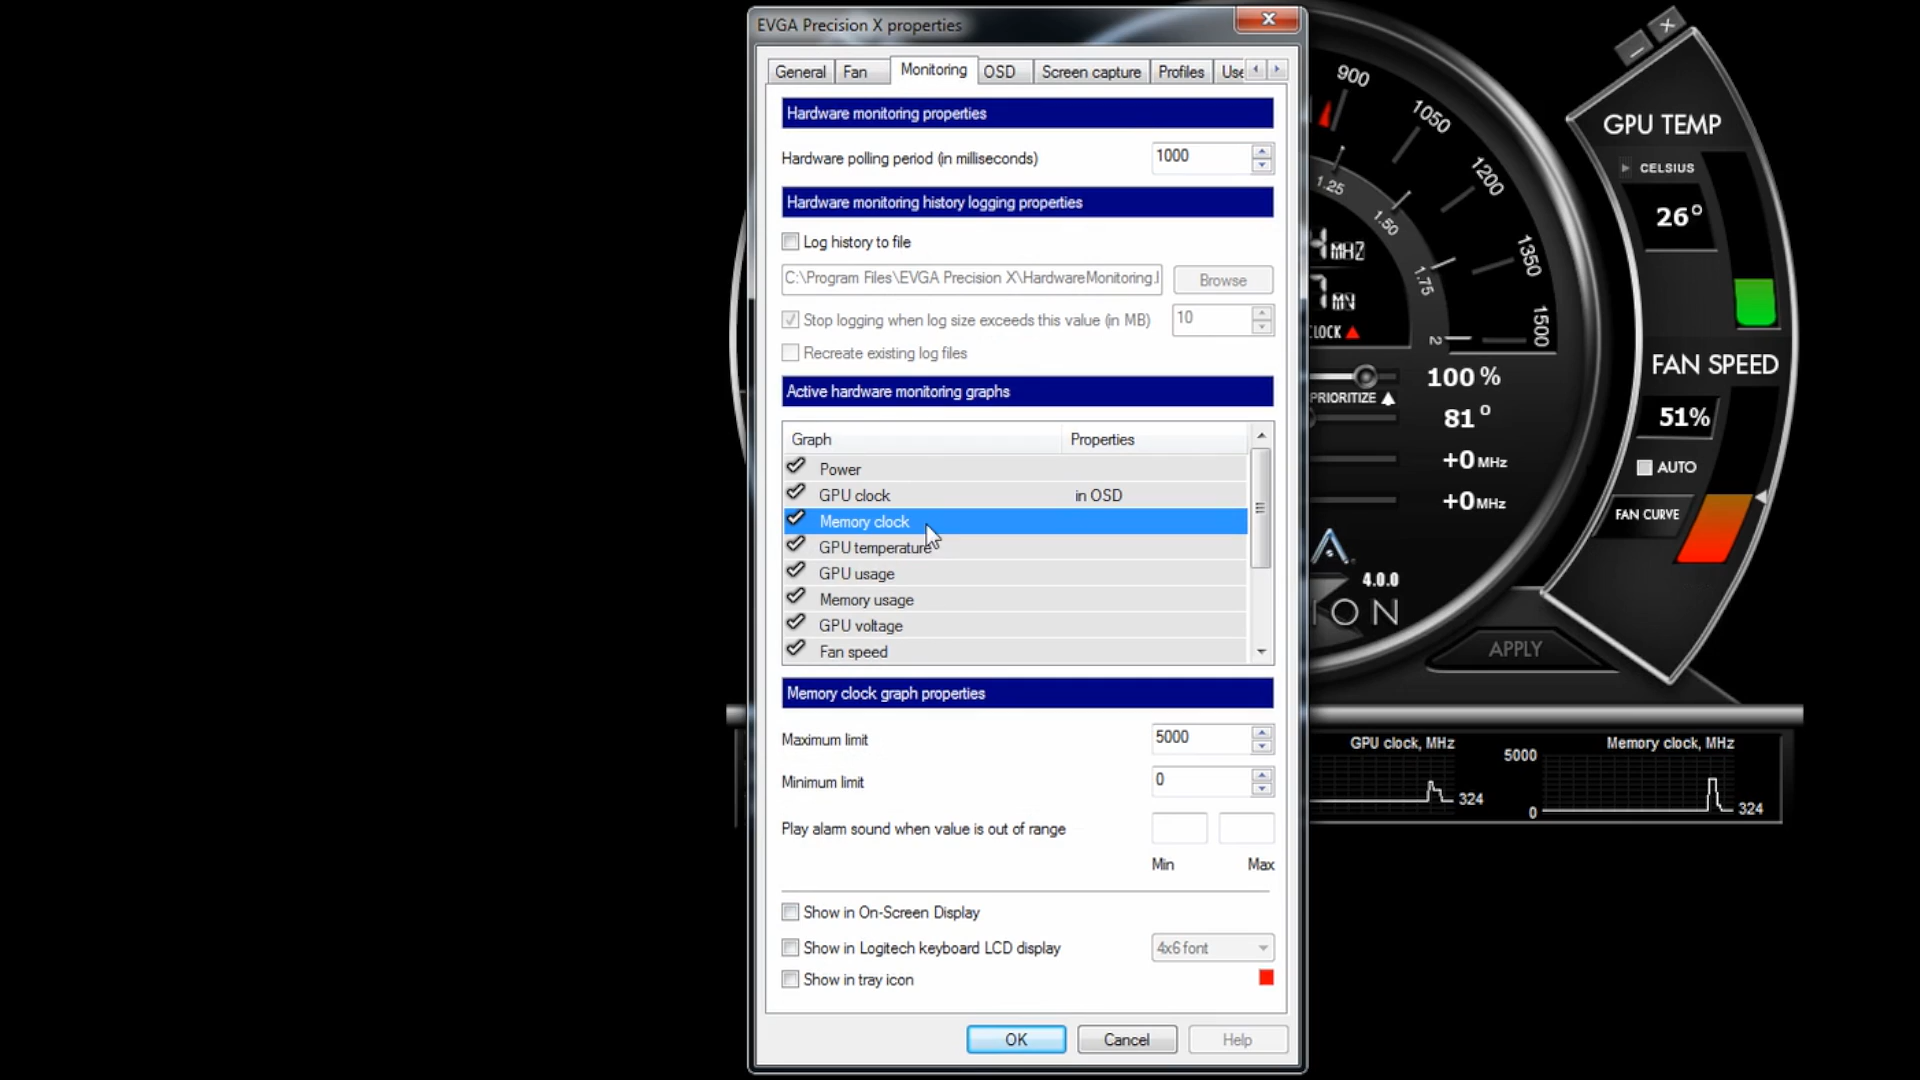 EVGA Precision X properties
General Fan Monitoring OSD Screen capture Profiles
Hardware monitoring properties
Hardware polling period (in milliseconds) 1000
Hardware monitoring history logging properties
Log history to file
C:\Program Files\EVGA Precision X\HardwareMonitoring. Browse
Stop logging when log size exceeds this value (in MB) 10
Recreate existing log files
Active hardware monitoring graphs
Graph Properties
Power
GPU clock in OSD
Memory clock
GPU temperature
GPU usage
Memory usage
GPU voltage
Fan speed
Memory clock graph properties
Maximum limit 5000
Minimum limit 0
Play alarm sound when value is out of range
Min Max
Show in On-Screen Display
Show in Logitech keyboard LCD display 4x6 font
Show in tray icon
OK Cancel Help
900
1050
1200
1350
1500
1.25
1.50
1.75
2
MHZ
MV
100 %
PRIORITIZE
81°
+0 MHz
+0 MHz
4.0.0
ION
APPLY
GPU TEMP
CELSIUS
26°
FAN SPEED
51%
AUTO
FAN CURVE
GPU clock, MHz
324
Memory clock, MHz
5000
0
324